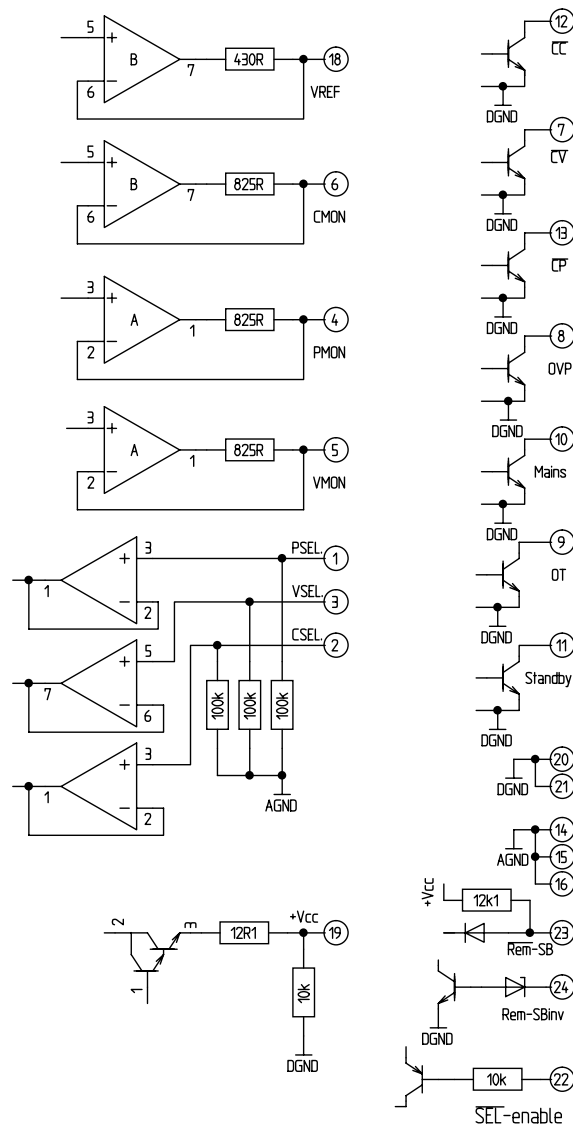 5
+
B
430R
18
6
−
7
VREF
5
+
B
825R
6
6
−
7
CMON
3
+
A
825R
4
2
−
1
PMON
3
+
A
825R
5
2
−
1
VMON
3
PSEL.
1
+
1
−
2
VSEL.
3
5
+
CSEL.
2
7
−
6
100k
100k
100k
3
+
1
−
2
AGND
2
3
12R1
+Vcc
19
1
10k
DGND
12
CC
DGND
7
CV
DGND
13
CP
DGND
8
OVP
DGND
10
Mains
DGND
9
OT
DGND
11
Standby
DGND
20
DGND
21
14
AGND
15
16
+Vcc
12k1
23
Rem-SB
24
Rem-SBinv
DGND
10k
22
SEL-enable